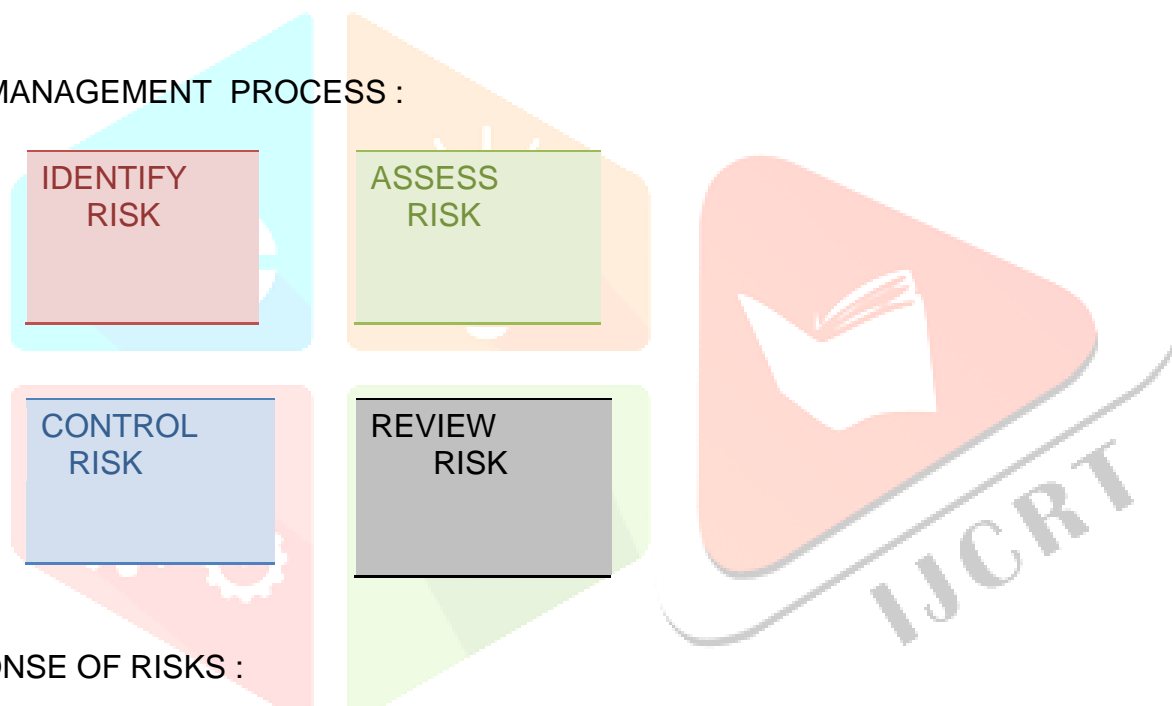 MANAGEMENT PROCESS :
IDENTIFY
RISK
ASSESS
RISK
CONTROL
RISK
REVIEW
RISK
IJCRT
ONSE OF RISKS :